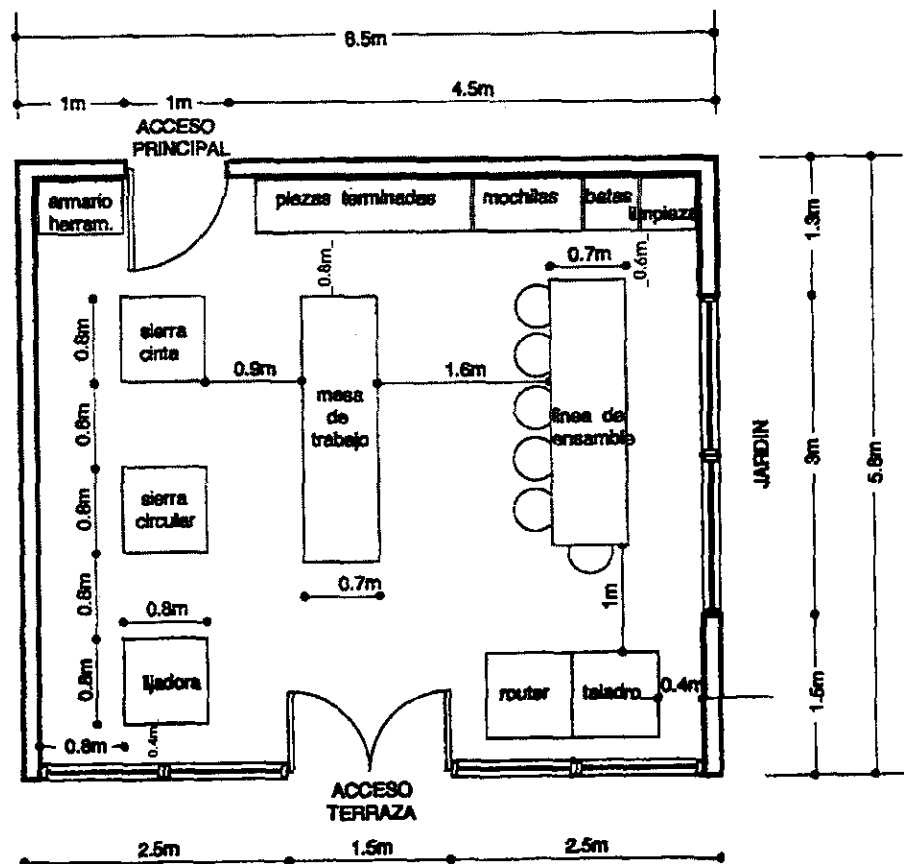 6.5m
1m
1m
4.5m
ACCESO
PRINCIPAL
armario
herram.
piezas terminadas
mochilas
batas
limpieza
0.8m
0.7m
0.6m
1.3m
0.8m
sierra
cinta
0.9m
mesa
de
trabajo
1.6m
línea de
ensamble
0.8m
3m
5.8m
JARDIN
0.8m
sierra
circular
0.8m
0.8m
0.7m
1m
0.8m
lijadora
router
taladro
0.4m
1.5m
0.8m
0.4m
ACCESO
TERRAZA
2.5m
1.5m
2.5m